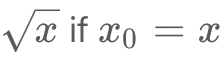 √x if x₀ = x